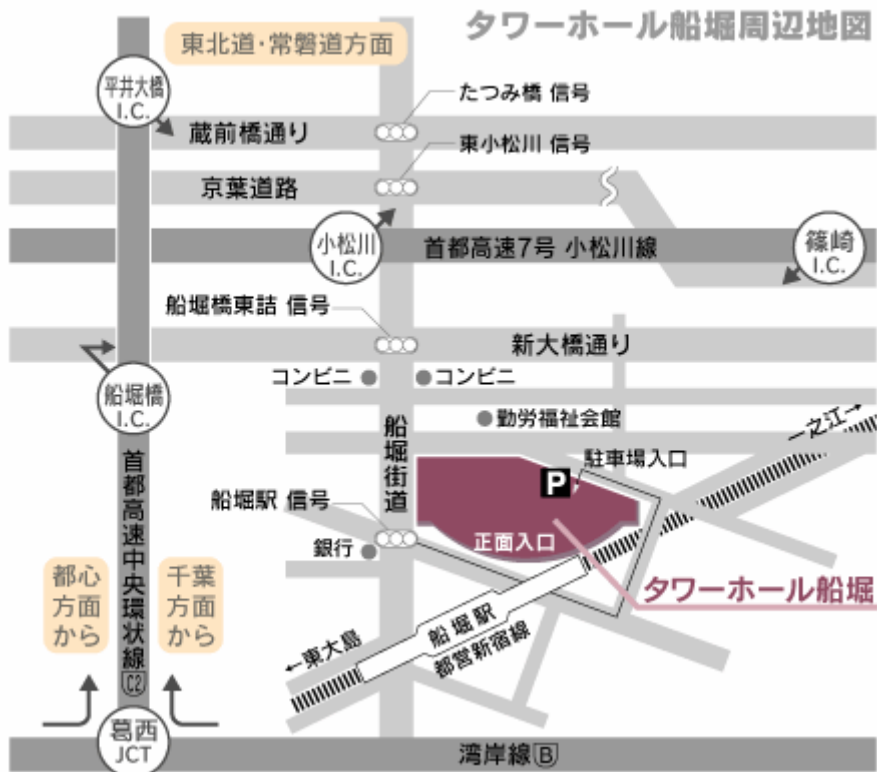 タワーホール船堀周辺地図
東北道・常磐道方面
平井大橋
I.C.
たつみ橋 信号
蔵前橋通り
東小松川 信号
京葉道路
小松川
I.C.
首都高速7号 小松川線
篠崎
I.C.
船堀橋東詰 信号
新大橋通り
コンビニ
コンビニ
船堀橋
I.C.
勤労福祉会館
一之江→
船堀街道
駐車場入口
P
首都高速中央環状線
C2
船堀駅 信号
正面入口
銀行
都心
方面
から
千葉
方面
から
タワーホール船堀
船堀駅
都営新宿線
←東大島
葛西
JCT
湾岸線
B